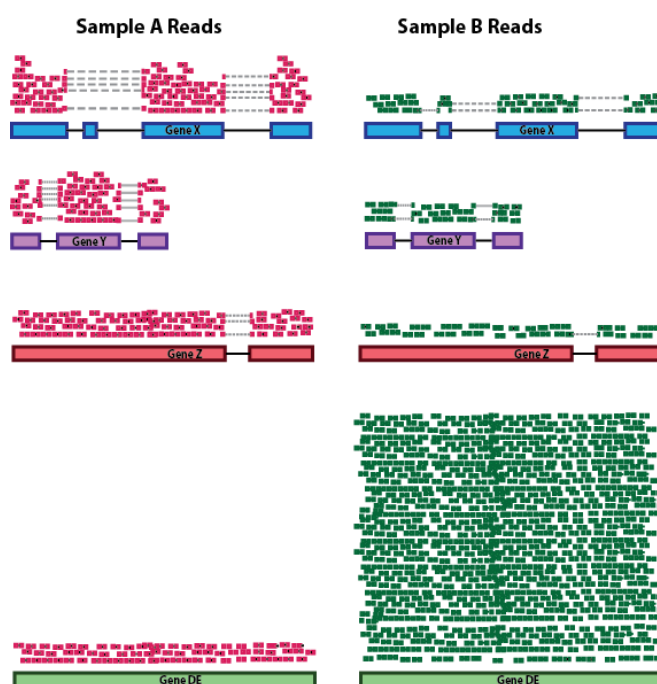 Sample A Reads
Sample B Reads
Gene X
Gene X
Gene Y
Gene Y
Gene Z
Gene Z
Gene DE
Gene DE